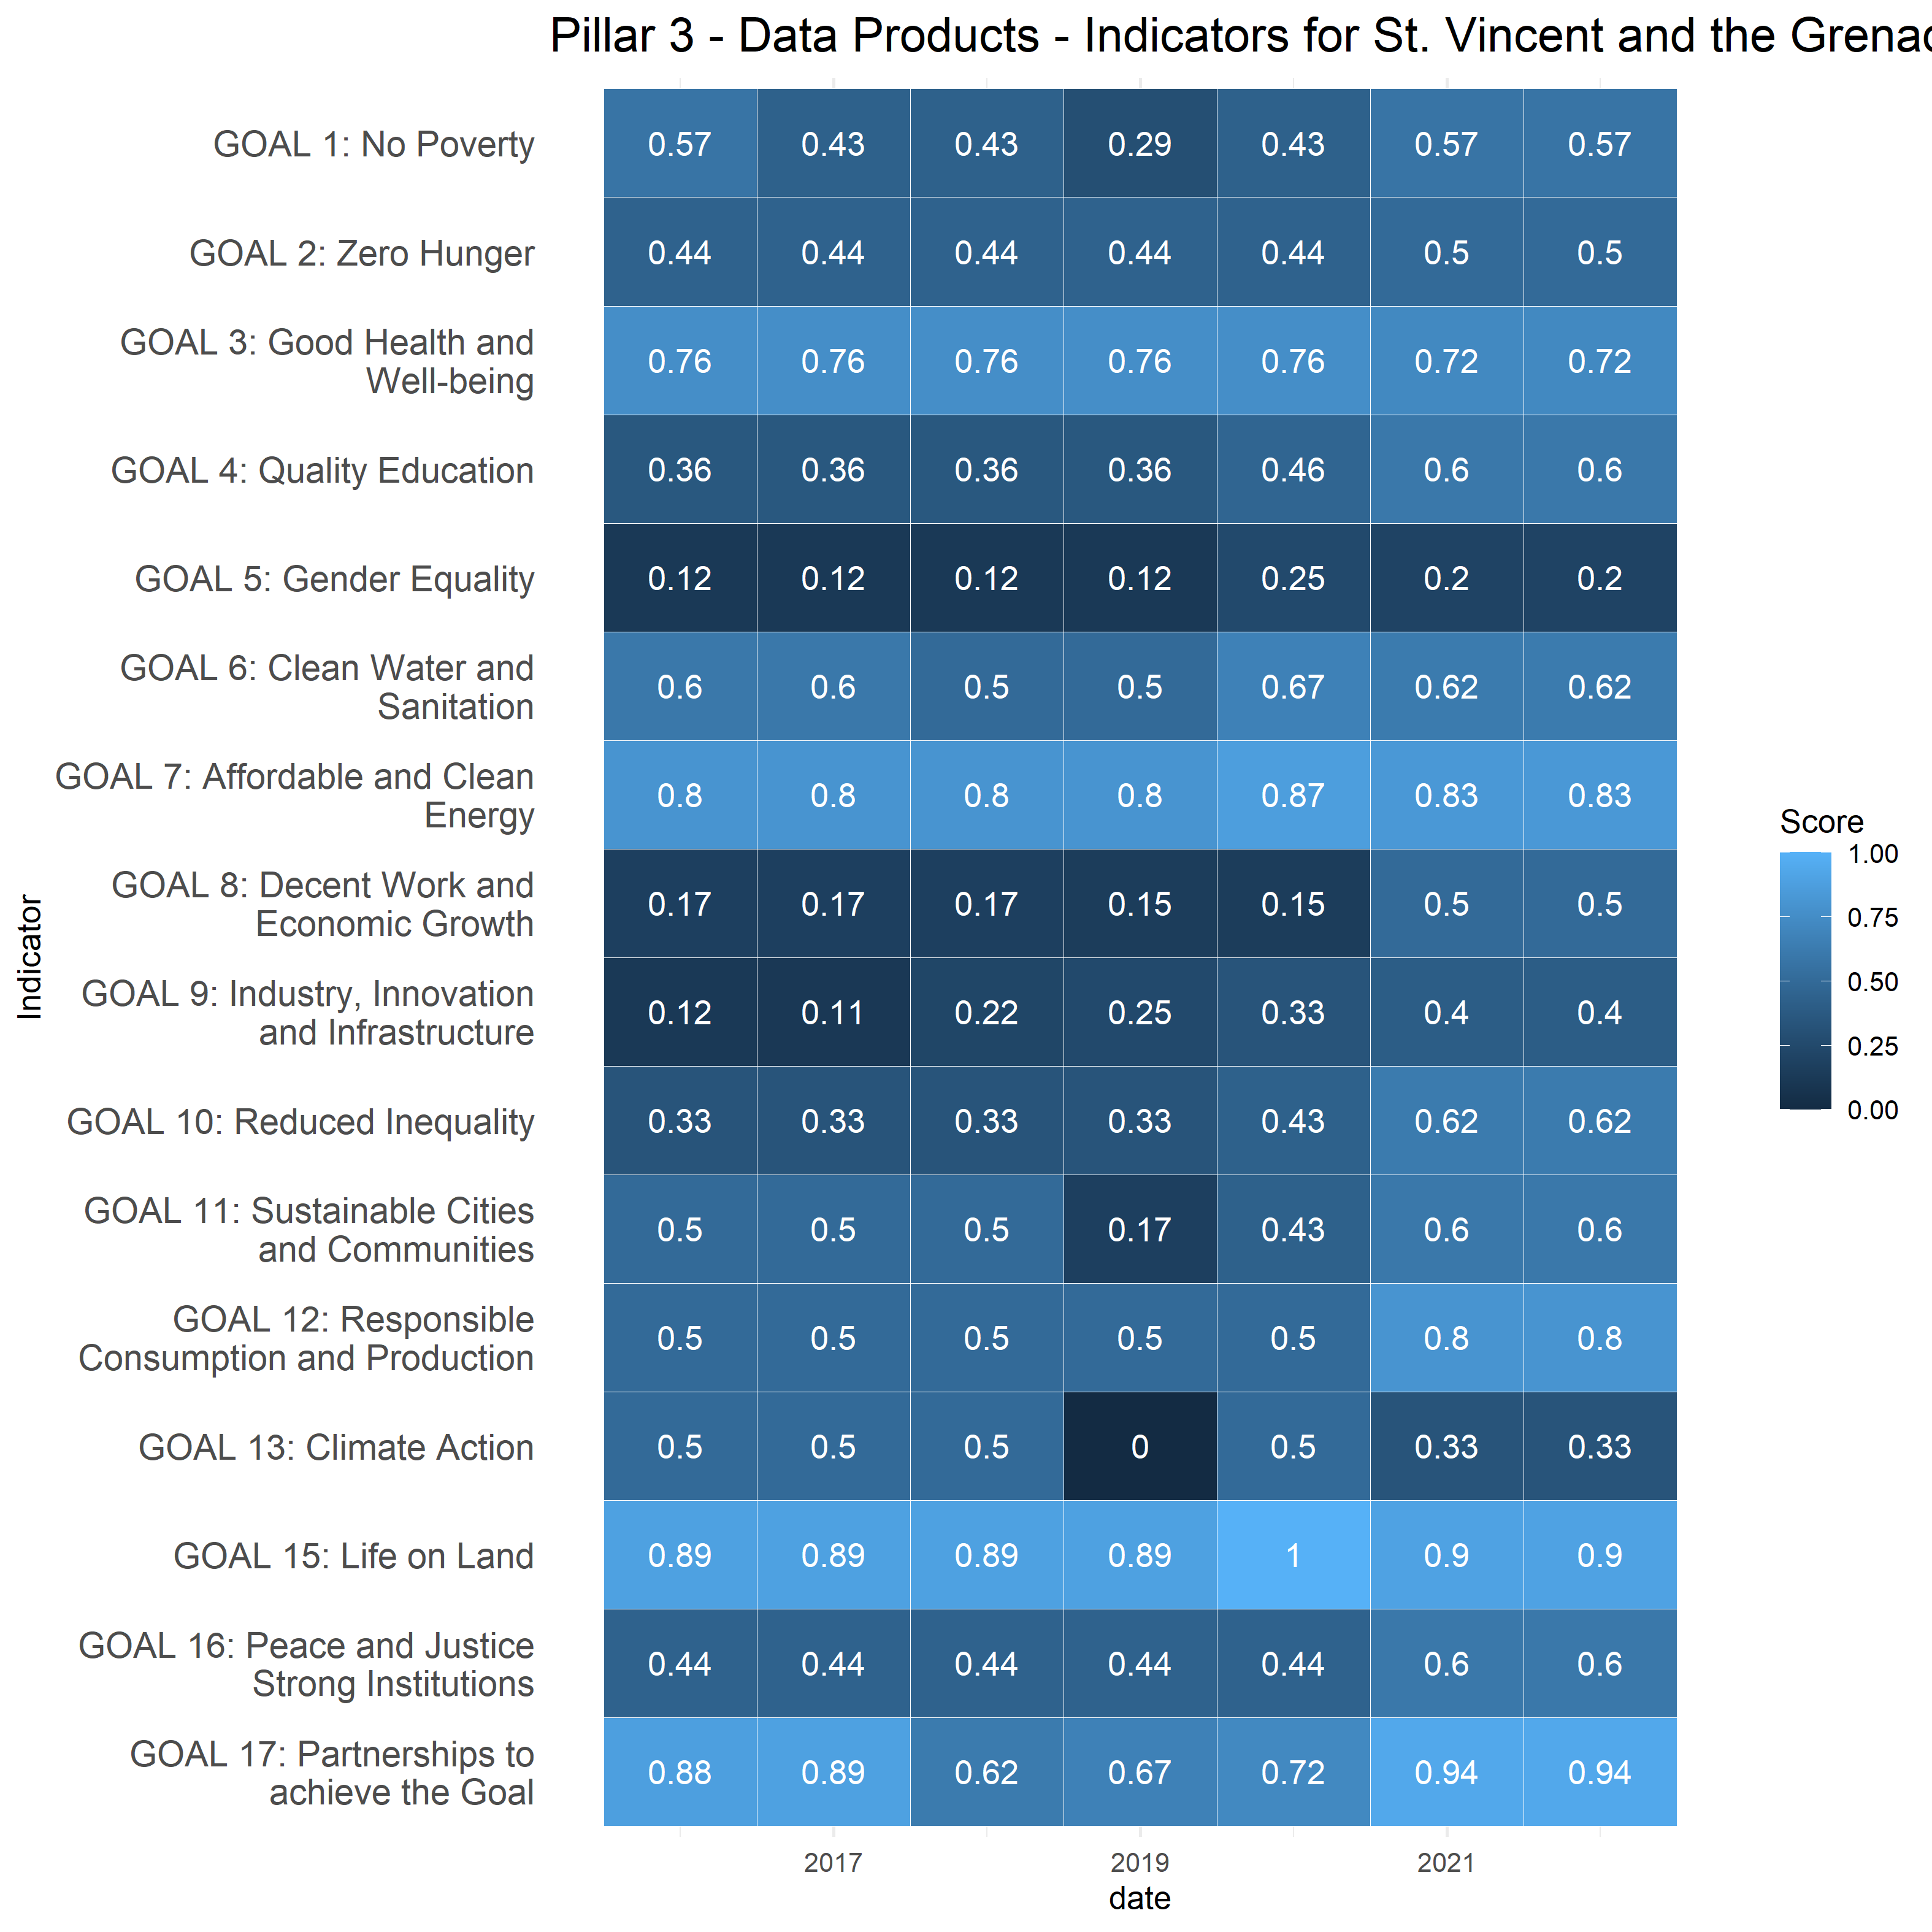 Pillar 3 - Data Products - Indicators for St. Vincent and the Grenad
GOAL 1: No Poverty 0.57 0.43 0.43 0.29 0.43 0.57 0.57
GOAL 2: Zero Hunger 0.44 0.44 0.44 0.44 0.44 0.5 0.5
GOAL 3: Good Health and
Well-being 0.76 0.76 0.76 0.76 0.76 0.72 0.72
GOAL 4: Quality Education 0.36 0.36 0.36 0.36 0.46 0.6 0.6
GOAL 5: Gender Equality 0.12 0.12 0.12 0.12 0.25 0.2 0.2
GOAL 6: Clean Water and
Sanitation 0.6 0.6 0.5 0.5 0.67 0.62 0.62
GOAL 7: Affordable and Clean
Energy 0.8 0.8 0.8 0.8 0.87 0.83 0.83
GOAL 8: Decent Work and
Economic Growth 0.17 0.17 0.17 0.15 0.15 0.5 0.5
GOAL 9: Industry, Innovation
and Infrastructure 0.12 0.11 0.22 0.25 0.33 0.4 0.4
GOAL 10: Reduced Inequality 0.33 0.33 0.33 0.33 0.43 0.62 0.62
GOAL 11: Sustainable Cities
and Communities 0.5 0.5 0.5 0.17 0.43 0.6 0.6
GOAL 12: Responsible
Consumption and Production 0.5 0.5 0.5 0.5 0.5 0.8 0.8
GOAL 13: Climate Action 0.5 0.5 0.5 0 0.5 0.33 0.33
GOAL 15: Life on Land 0.89 0.89 0.89 0.89 1 0.9 0.9
GOAL 16: Peace and Justice
Strong Institutions 0.44 0.44 0.44 0.44 0.44 0.6 0.6
GOAL 17: Partnerships to
achieve the Goal 0.88 0.89 0.62 0.67 0.72 0.94 0.94
2017 2019 2021
date
Indicator
Score
1.00
0.75
0.50
0.25
0.00